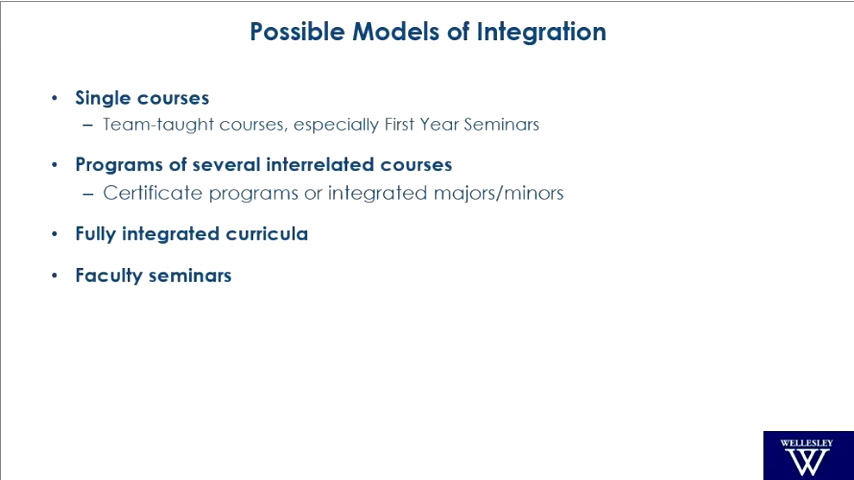 Possible Models of Integration
• Single courses
– Team-taught courses, especially First Year Seminars
• Programs of several interrelated courses
– Certificate programs or integrated majors/minors
• Fully integrated curricula
• Faculty seminars
WELLESLEY
W